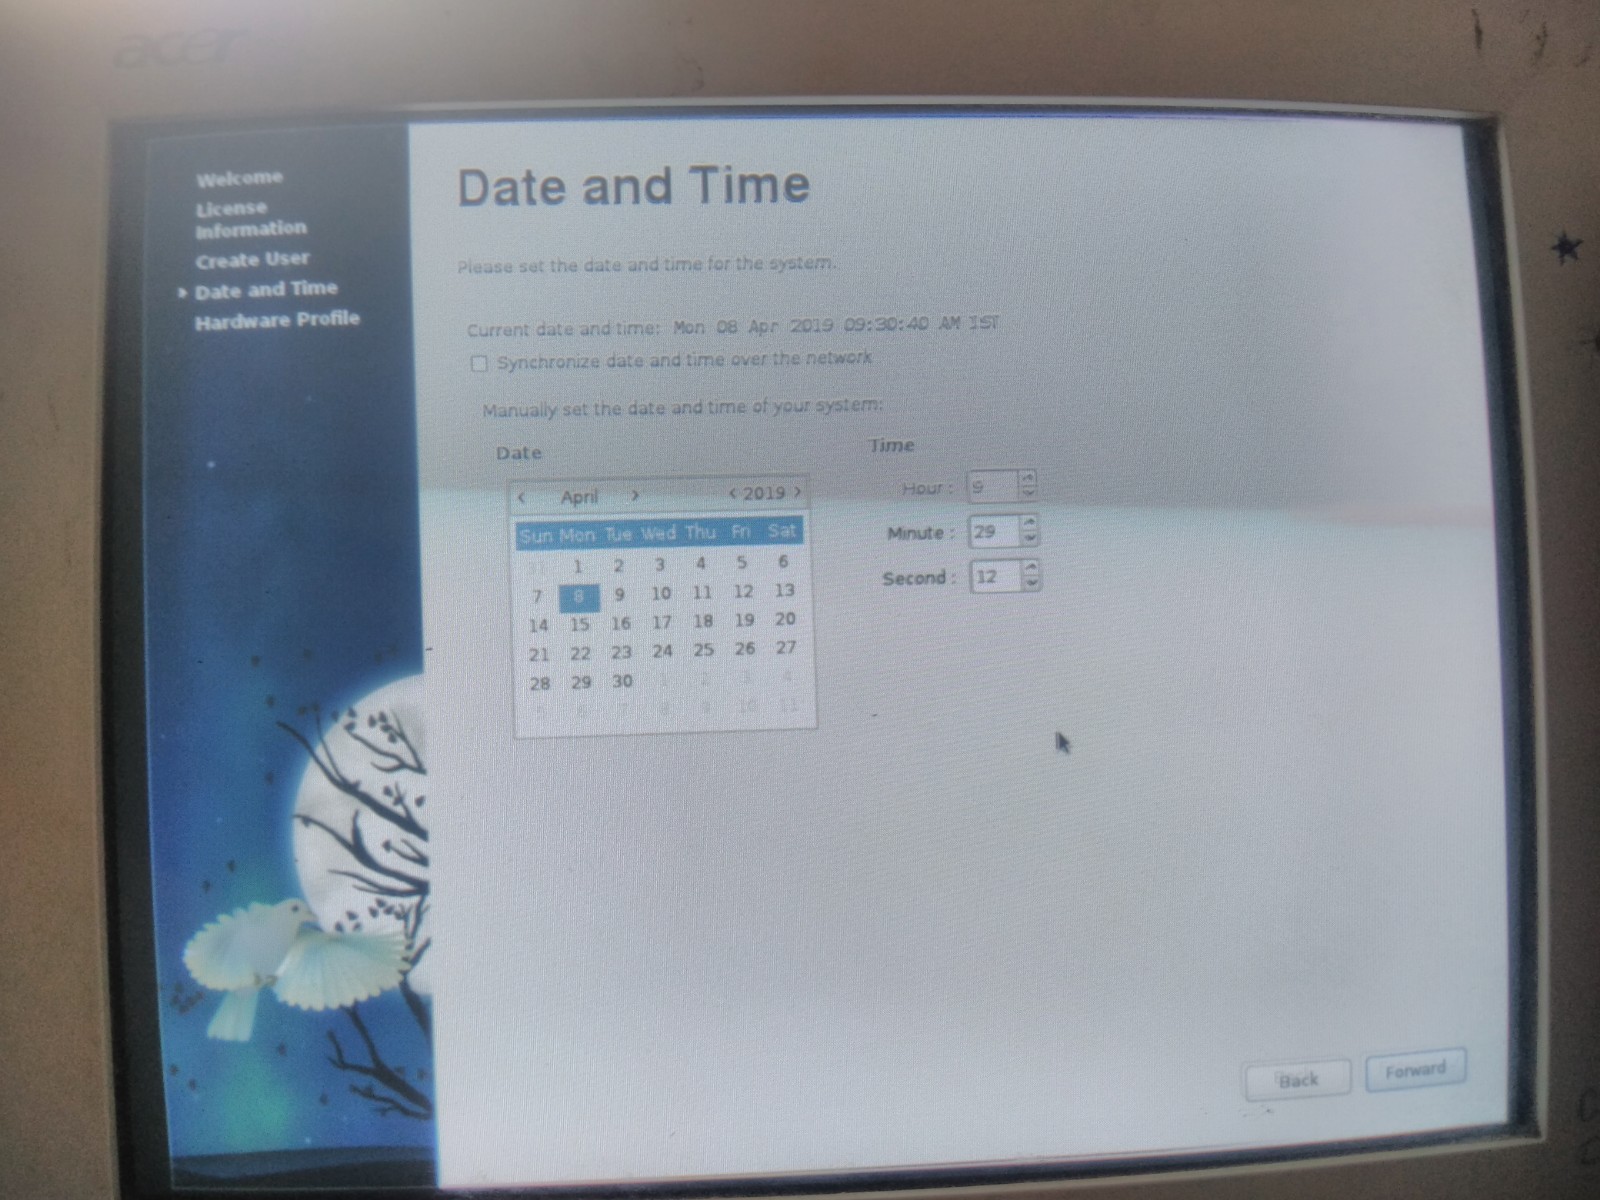 acer
Welcome
License
Information
Create User
Date and Time
Hardware Profile
Date and Time
Please set the date and time for the system.
Current date and time: Mon 08 Apr 2019 09:30:40 AM IST
Synchronize date and time over the network
Manually set the date and time of your system:
Date
< April > < 2019 >
Sun Mon Tue Wed Thu Fri Sat
31 1 2 3 4 5 6
7 8 9 10 11 12 13
14 15 16 17 18 19 20
21 22 23 24 25 26 27
28 29 30 1 2 3 4
5 6 7 8 9 10 11
Time
Hour : 9
Minute : 29
Second : 12
Back
Forward